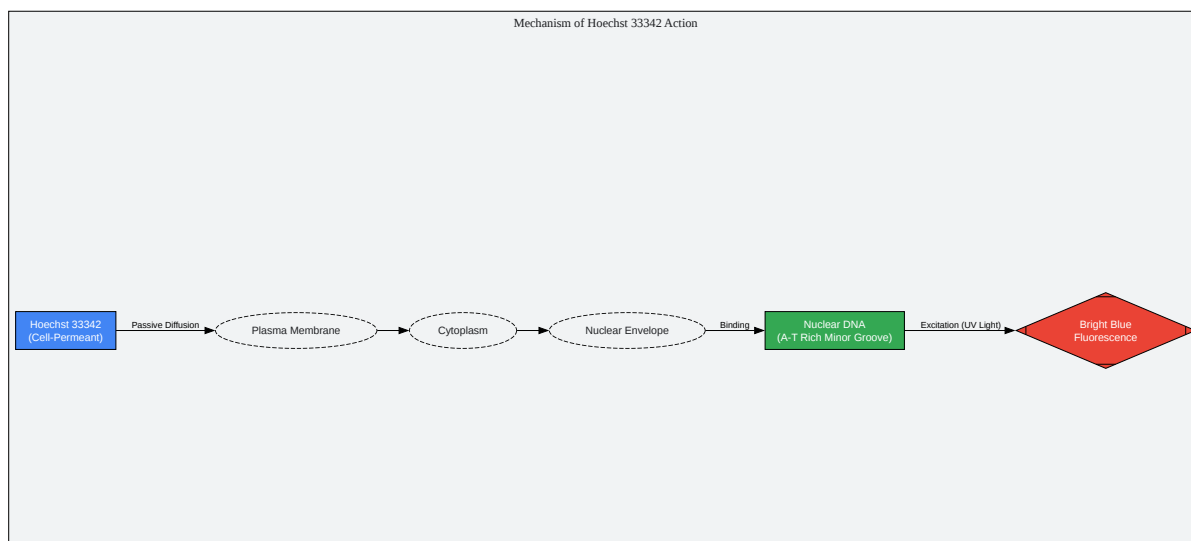 Mechanism of Hoechst 33342 Action
Hoechst 33342
(Cell-Permeant)
Passive Diffusion
Plasma Membrane
Cytoplasm
Nuclear Envelope
Binding
Nuclear DNA
(A-T Rich Minor Groove)
Excitation (UV Light)
Bright Blue
Fluorescence